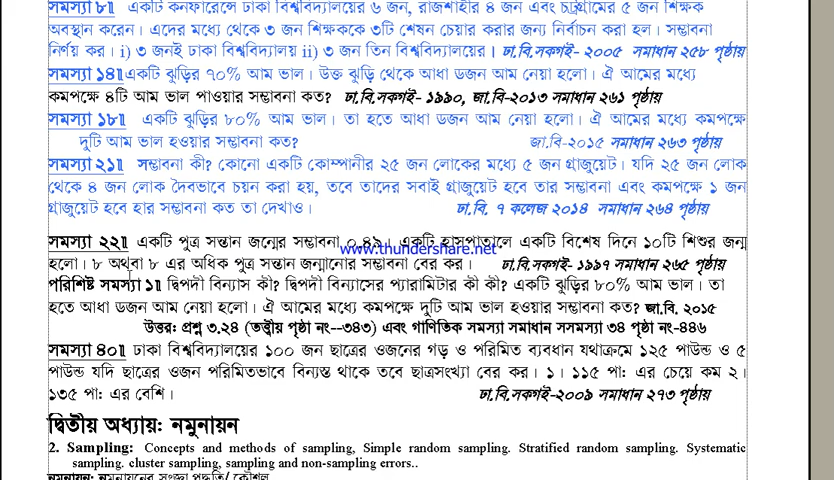 সমস্যা ৮॥ একটি কনফারেন্সে ঢাকা বিশ্ববিদ্যালয়ের ৬ জন, রাজশাহীর ৪ জন এবং চট্রগ্রামের ৫ জন শিক্ষক
অবস্থান করেন। এদের মধ্যে থেকে ৩ জন শিক্ষককে ৩টি শেষন চেয়ার করার জন্য নির্বাচন করা হল। সম্ভাবনা
নির্ণয় কর। i) ৩ জনই ঢাকা বিশ্ববিদ্যালয় ii) ৩ জন তিন বিশ্ববিদ্যালয়ের। ঢা.বি.সকগই- ২০০৫ সমাধান ২৫৮ পৃষ্ঠায়
সমস্যা ১৪॥একটি ঝুড়ির ৭০% আম ভাল। উক্ত ঝুড়ি থেকে আধা ডজন আম নেয়া হলো। ঐ আমের মধ্যে
কমপক্ষে ৪টি আম ভাল পাওয়ার সম্ভাবনা কত? ঢা.বি.সকগই- ১৯৯০, জা.বি-২০১৩ সমাধান ২৬১ পৃষ্ঠায়
সমস্যা ১৮॥ একটি ঝুড়ির ৮০% আম ভাল। তা হতে আধা ডজন আম নেয়া হলো। ঐ আমের মধ্যে কমপক্ষে
দুটি আম ভাল হওয়ার সম্ভাবনা কত? জা.বি-২০১৫ সমাধান ২৬৩ পৃষ্ঠায়
সমস্যা ২১॥ সম্ভাবনা কী? কোনো একটি কোম্পানীর ২৫ জন লোকের মধ্যে ৫ জন গ্রাজুয়েট। যদি ২৫ জন লোক
থেকে ৪ জন লোক দৈবভাবে চয়ন করা হয়, তবে তাদের সবাই গ্রাজুয়েট হবে তার সম্ভাবনা এবং কমপক্ষে ১ জন
গ্রাজুয়েট হবে হার সম্ভাবনা কত তা দেখাও। ঢা.বি. ৭ কলেজ ২০১৪ সমাধান ২৬৪ পৃষ্ঠায়
সমস্যা ২২॥ একটি পুত্র সন্তান জন্মের সম্ভাবনা ০.৪৯। একটি হাসপাতালে একটি বিশেষ দিনে ১০টি শিশুর জন্ম
www.thundershare.net
হলো। ৮ অথবা ৮ এর অধিক পুত্র সন্তান জন্মানোর সম্ভাবনা বের কর। ঢা.বি.সকগই- ১৯৯৭ সমাধান ২৬৫ পৃষ্ঠায়
পরিশিষ্ট সমস্যা ১॥ দ্বিপদী বিন্যাস কী? দ্বিপদী বিন্যাসের প্যারামিটার কী কী? একটি ঝুড়ির ৮০% আম ভাল। তা
হতে আধা ডজন আম নেয়া হলো। ঐ আমের মধ্যে কমপক্ষে দুটি আম ভাল হওয়ার সম্ভাবনা কত? জা.বি. ২০১৫
উত্তর: প্রশ্ন ৩.২৪ (তত্ত্বীয় পৃষ্ঠা নং--৩৪৩) এবং গাণিতিক সমস্যা সমাধান সসমস্যা ৩৪ পৃষ্ঠা নং-৪৪৬
সমস্যা ৪০॥ ঢাকা বিশ্ববিদ্যালয়ের ১০০ জন ছাত্রের ওজনের গড় ও পরিমিত ব্যবধান যথাক্রমে ১২৫ পাউন্ড ও ৫
পাউন্ড যদি ছাত্রের ওজন পরিমিতভাবে বিন্যস্ত থাকে তবে ছাত্রসংখ্যা বের কর। ১। ১১৫ পা: এর চেয়ে কম ২।
১৩৫ পা: এর বেশি। ঢা.বি.সকগই-২০০৯ সমাধান ২৭৩ পৃষ্ঠায়
দ্বিতীয় অধ্যায়: নমুনায়ন
2. Sampling: Concepts and methods of sampling, Simple random sampling. Stratified random sampling. Systematic
sampling. cluster sampling, sampling and non-sampling errors..
নমুনায়ন: নমুনায়নের সংজ্ঞা পদ্ধতি/ কৌশল